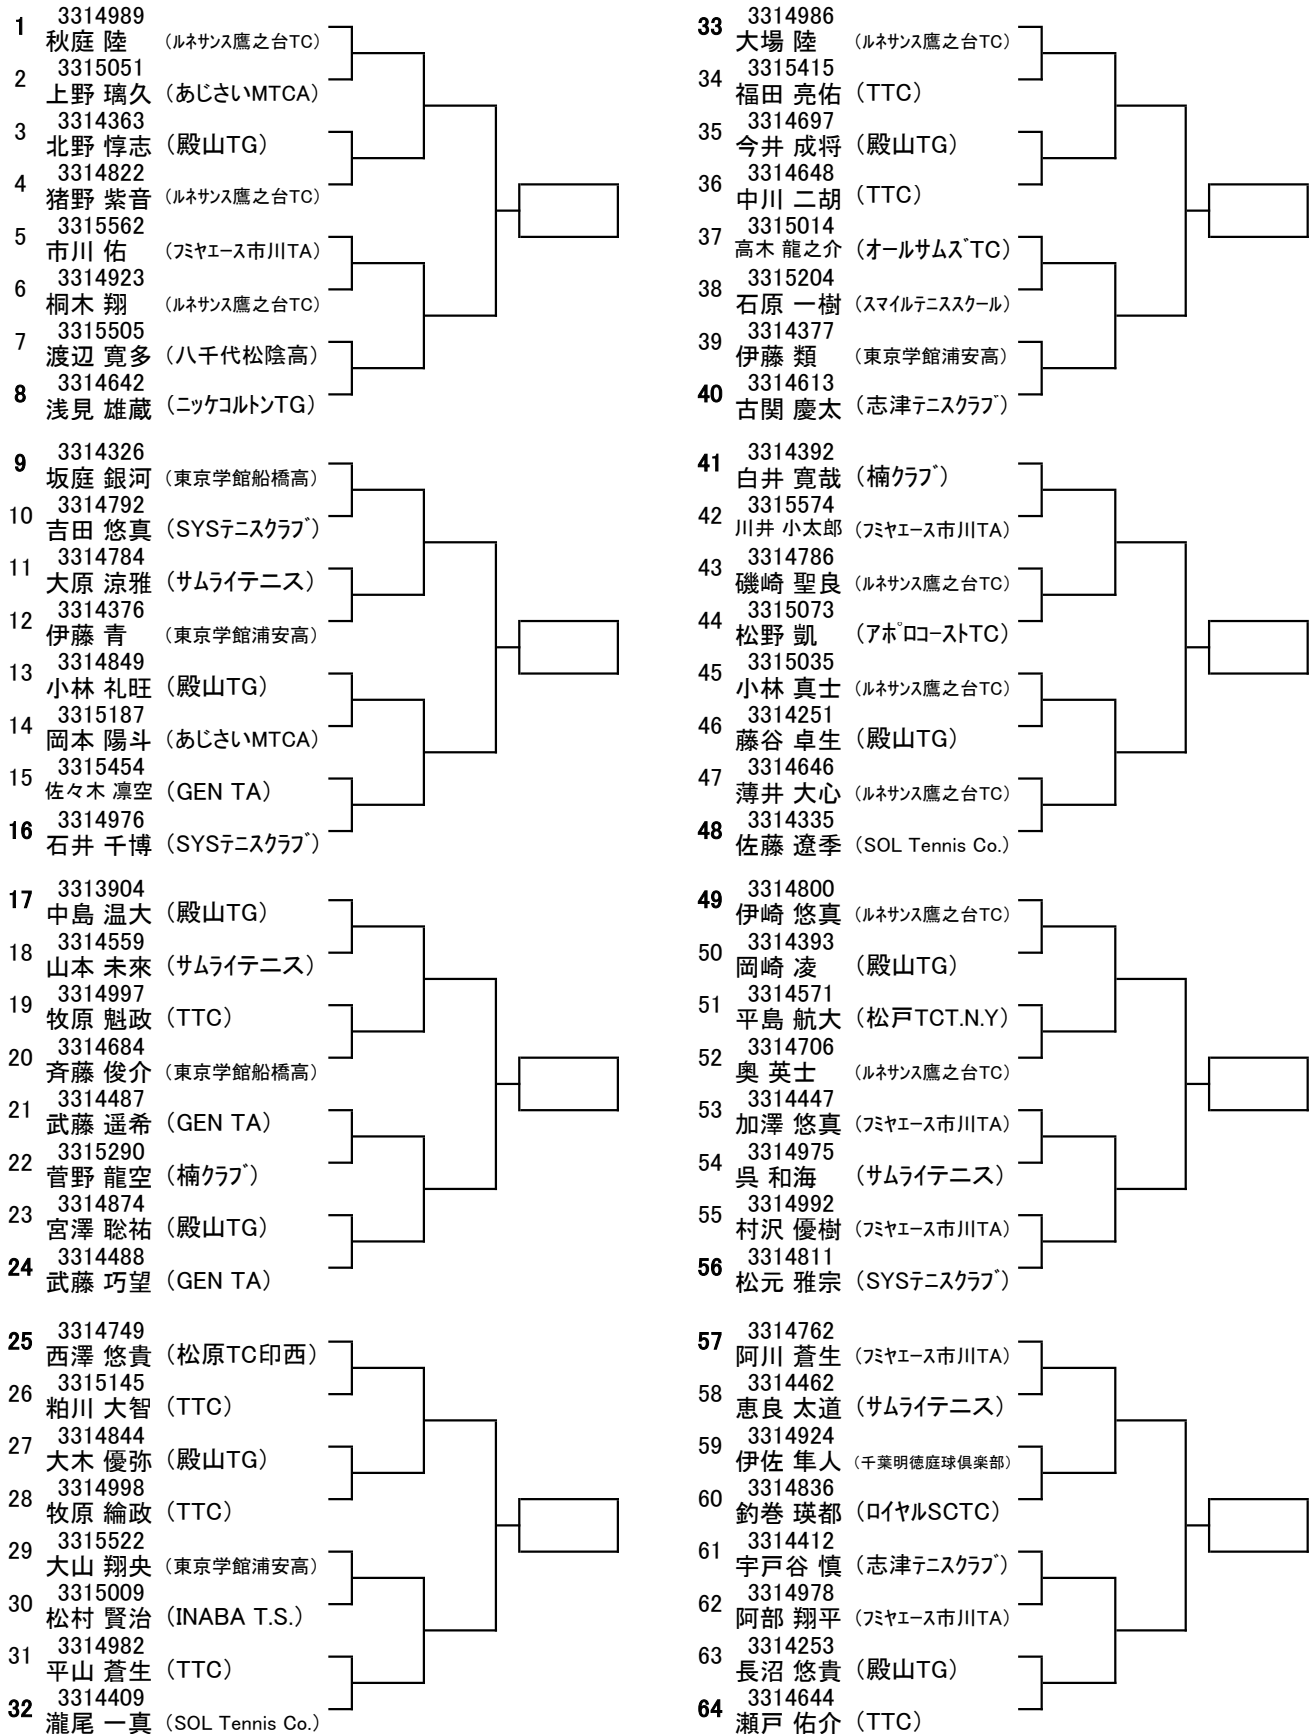 3314989
1 秋庭 陸 (ルネサンス鷹之台TC)
3315051
2 上野 璃久 (あじさいMTCA)
3314363
3 北野 惇志 (殿山TG)
3314822
4 猪野 紫音 (ルネサンス鷹之台TC)
3315562
5 市川 佑 (フミヤエース市川TA)
3314923
6 桐木 翔 (ルネサンス鷹之台TC)
3315505
7 渡辺 寛多 (八千代松陰高)
3314642
8 浅見 雄蔵 (ニッケコルトンTG)
3314326
9 坂庭 銀河 (東京学館船橋高)
3314792
10 吉田 悠真 (SYSテニスクラブ)
3314784
11 大原 涼雅 (サムライテニス)
3314376
12 伊藤 青 (東京学館浦安高)
3314849
13 小林 礼旺 (殿山TG)
3315187
14 岡本 陽斗 (あじさいMTCA)
3315454
15 佐々木 凛空 (GEN TA)
3314976
16 石井 千博 (SYSテニスクラブ)
3313904
17 中島 温大 (殿山TG)
3314559
18 山本 未來 (サムライテニス)
3314997
19 牧原 魁政 (TTC)
3314684
20 斉藤 俊介 (東京学館船橋高)
3314487
21 武藤 遥希 (GEN TA)
3315290
22 菅野 龍空 (楠クラブ)
3314874
23 宮澤 聡祐 (殿山TG)
3314488
24 武藤 巧望 (GEN TA)
3314749
25 西澤 悠貴 (松原TC印西)
3315145
26 粕川 大智 (TTC)
3314844
27 大木 優弥 (殿山TG)
3314998
28 牧原 綸政 (TTC)
3315522
29 大山 翔央 (東京学館浦安高)
3315009
30 松村 賢治 (INABA T.S.)
3314982
31 平山 蒼生 (TTC)
3314409
32 瀧尾 一真 (SOL Tennis Co.)
3314986
33 大場 陸 (ルネサンス鷹之台TC)
3315415
34 福田 亮佑 (TTC)
3314697
35 今井 成将 (殿山TG)
3314648
36 中川 二胡 (TTC)
3315014
37 高木 龍之介 (オールサムズTC)
3315204
38 石原 一樹 (スマイルテニススクール)
3314377
39 伊藤 類 (東京学館浦安高)
3314613
40 古関 慶太 (志津テニスクラブ)
3314392
41 白井 寛哉 (楠クラブ)
3315574
42 川井 小太郎 (フミヤエース市川TA)
3314786
43 磯崎 聖良 (ルネサンス鷹之台TC)
3315073
44 松野 凱 (アポロコーストTC)
3315035
45 小林 真士 (ルネサンス鷹之台TC)
3314251
46 藤谷 卓生 (殿山TG)
3314646
47 薄井 大心 (ルネサンス鷹之台TC)
3314335
48 佐藤 遼季 (SOL Tennis Co.)
3314800
49 伊崎 悠真 (ルネサンス鷹之台TC)
3314393
50 岡崎 凌 (殿山TG)
3314571
51 平島 航大 (松戸TCT.N.Y)
3314706
52 奥 英士 (ルネサンス鷹之台TC)
3314447
53 加澤 悠真 (フミヤエース市川TA)
3314975
54 呉 和海 (サムライテニス)
3314992
55 村沢 優樹 (フミヤエース市川TA)
3314811
56 松元 雅宗 (SYSテニスクラブ)
3314762
57 阿川 蒼生 (フミヤエース市川TA)
3314462
58 恵良 太道 (サムライテニス)
3314924
59 伊佐 隼人 (千葉明徳庭球倶楽部)
3314836
60 釣巻 瑛都 (ロイヤルSCTC)
3314412
61 宇戸谷 慎 (志津テニスクラブ)
3314978
62 阿部 翔平 (フミヤエース市川TA)
3314253
63 長沼 悠貴 (殿山TG)
3314644
64 瀬戸 佑介 (TTC)